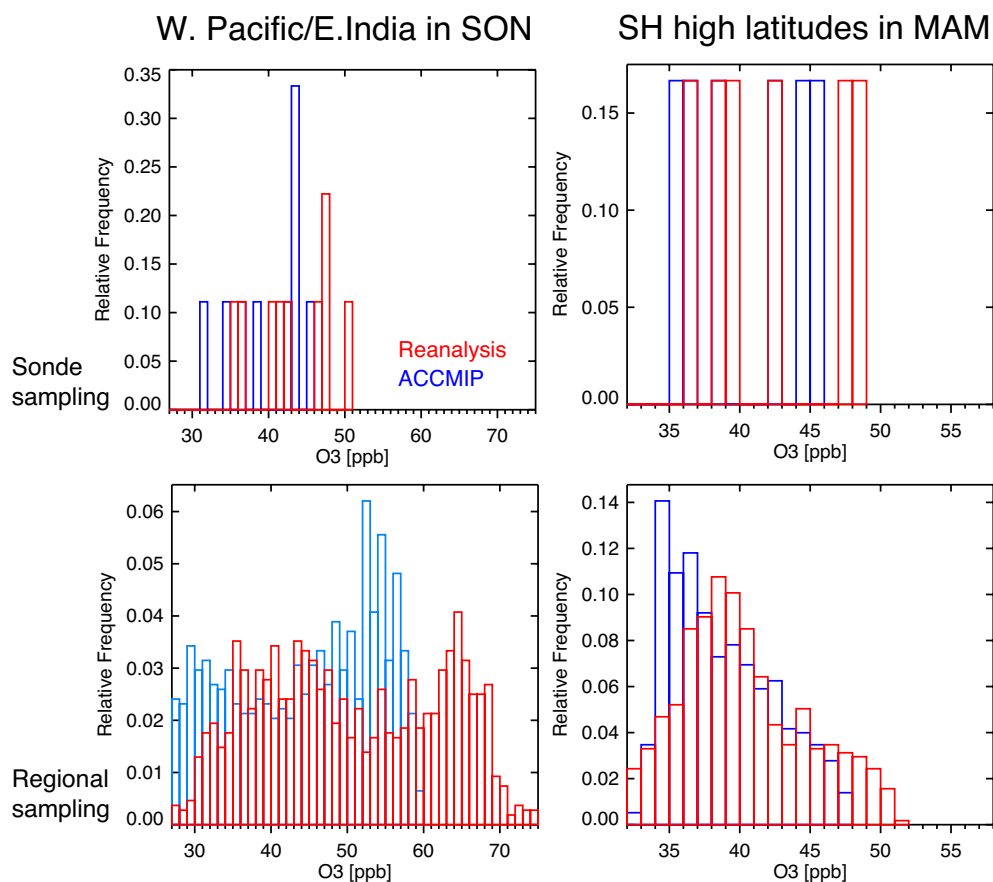 W. Pacific/E.India in SON
SH high latitudes in MAM
Sonde
sampling
Relative Frequency
0.35
0.30
0.25
0.20
0.15
0.10
0.05
0.00
30 40 50 60 70
O3 [ppb]
Reanalysis
ACCMIP
Relative Frequency
0.15
0.10
0.05
0.00
35 40 45 50 55
O3 [ppb]
Regional
sampling
Relative Frequency
0.06
0.05
0.04
0.03
0.02
0.01
0.00
30 40 50 60 70
O3 [ppb]
Relative Frequency
0.14
0.12
0.10
0.08
0.06
0.04
0.02
0.00
35 40 45 50 55
O3 [ppb]